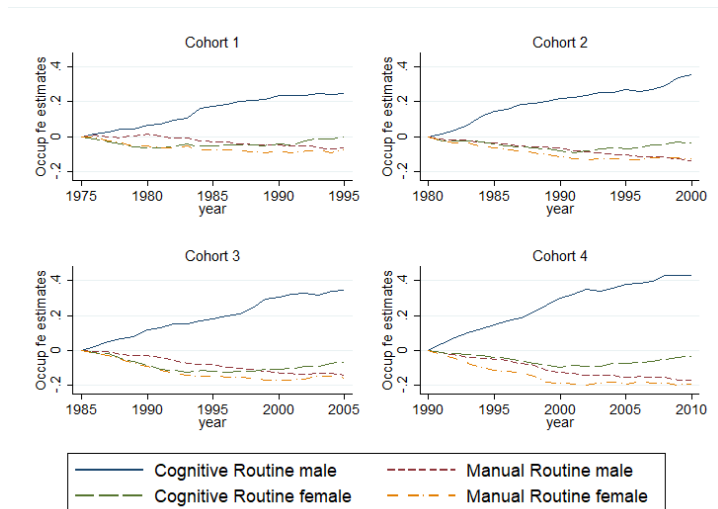 Cohort 1
Occup fe estimates
-.2 0 .2 .4
1975 1980 1985 1990 1995
year
Cohort 2
Occup fe estimates
-.2 0 .2 .4
1980 1985 1990 1995 2000
year
Cohort 3
Occup fe estimates
-.2 0 .2 .4
1985 1990 1995 2000 2005
year
Cohort 4
Occup fe estimates
-.2 0 .2 .4
1990 1995 2000 2005 2010
year
Cognitive Routine male Manual Routine male
Cognitive Routine female Manual Routine female